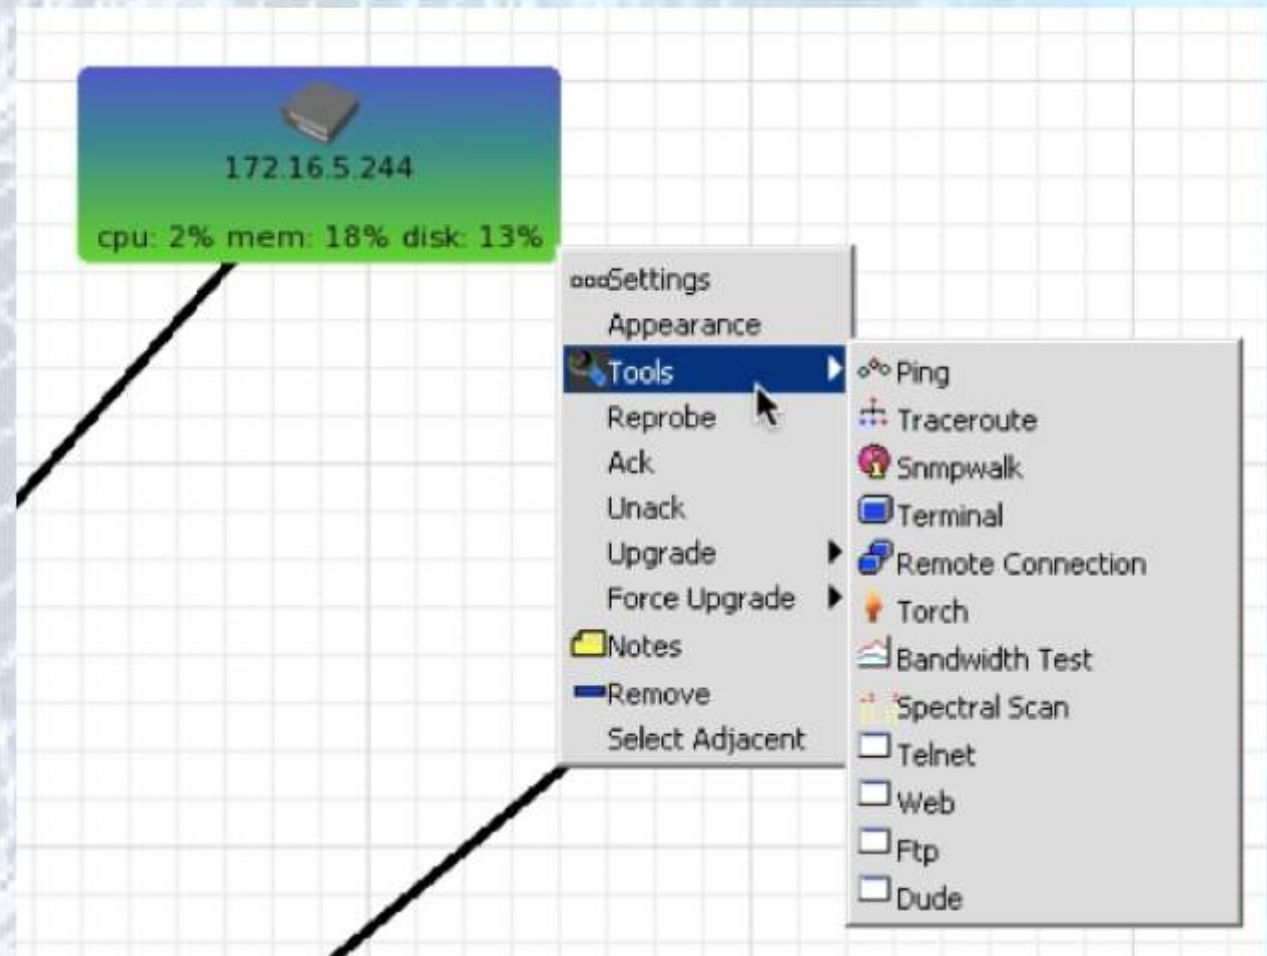 172.16.5.244
cpu: 2% mem: 18% disk: 13%
Settings
Appearance
Tools
Reprobe
Ack
Unack
Upgrade
Force Upgrade
Notes
Remove
Select Adjacent
Ping
Traceroute
Snmpwalk
Terminal
Remote Connection
Torch
Bandwidth Test
Spectral Scan
Telnet
Web
Ftp
Dude